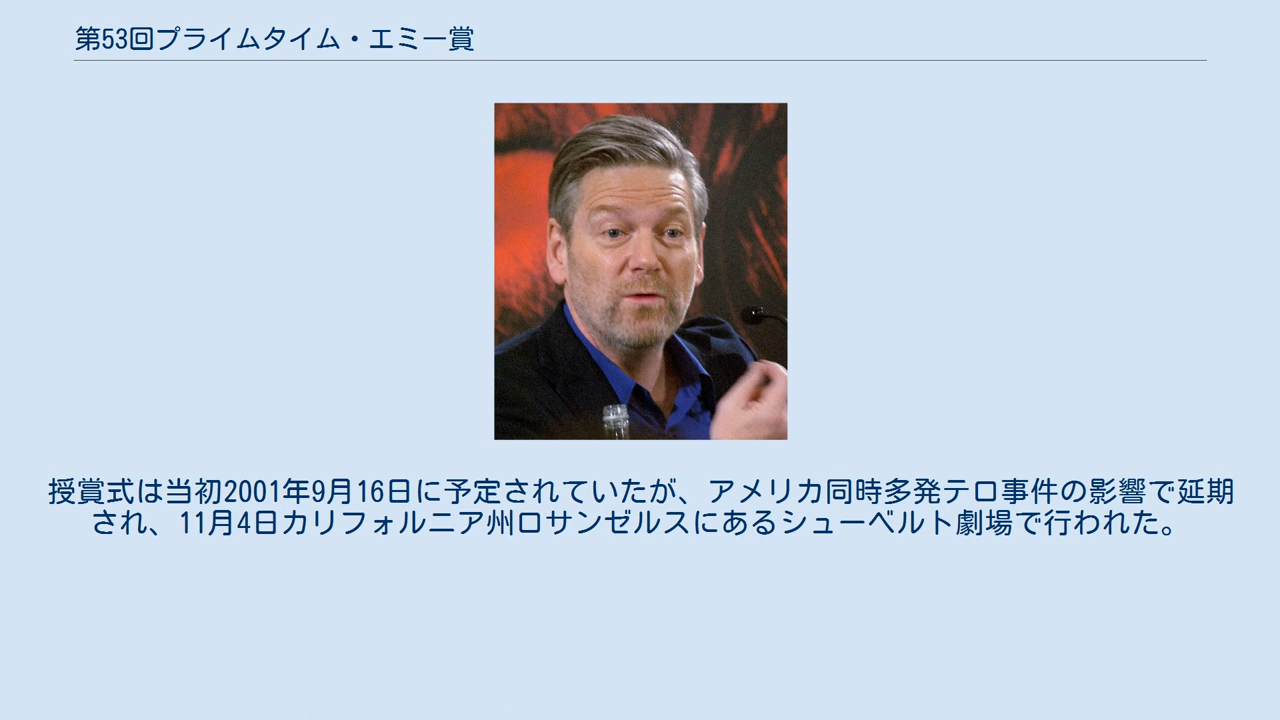 第53回プライムタイム・エミー賞
授賞式は当初2001年9月16日に予定されていたが、アメリカ同時多発テロ事件の影響で延期
され、11月4日カリフォルニア州ロサンゼルスにあるシューベルト劇場で行われた。